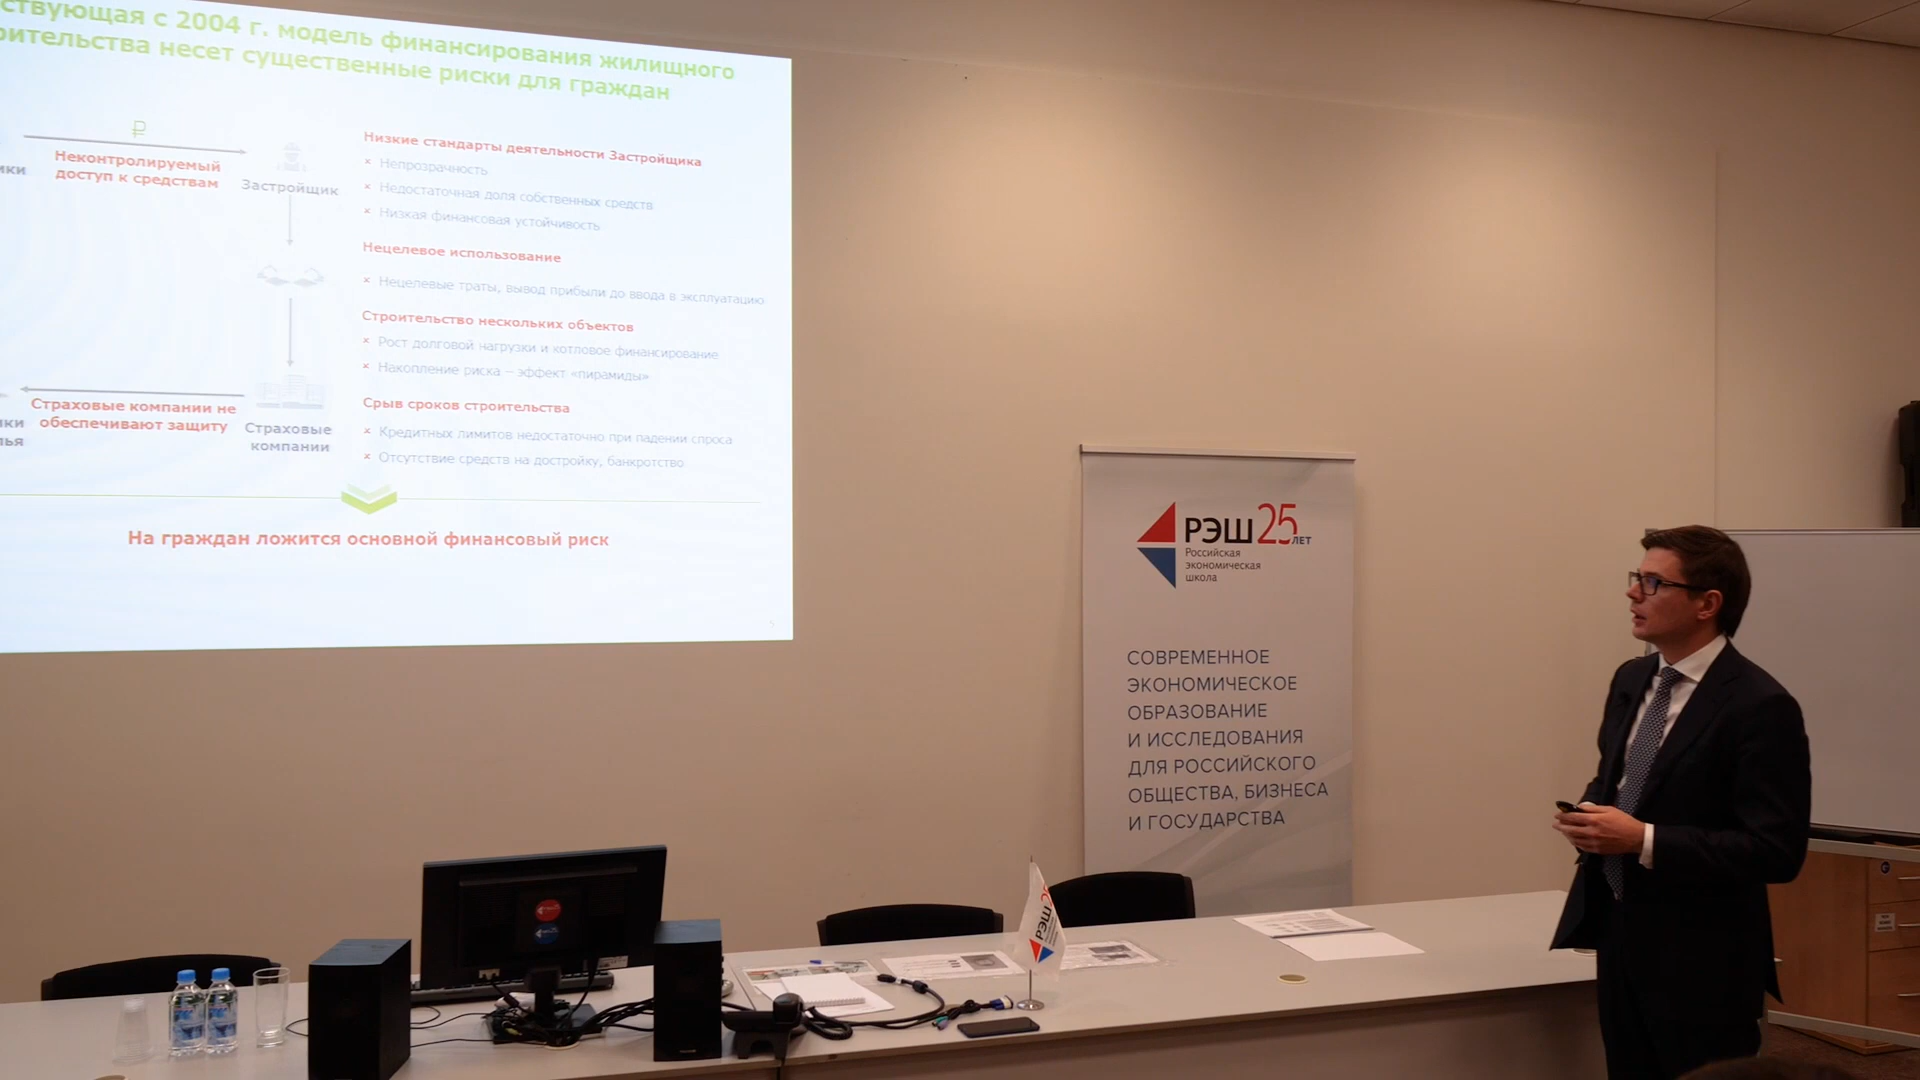 ствующая с 2004 г. модель финансирования жилищного
оительства несет существенные риски для граждан
₽
Неконтролируемый
доступ к средствам
Застройщик
Страховые компании не
обеспечивают защиту
Страховые
компании
Низкие стандарты деятельности Застройщика
× Непрозрачность
× Недостаточная доля собственных средств
× Низкая финансовая устойчивость
Нецелевое использование
× Нецелевые траты, вывод прибыли до ввода в эксплуатацию
Строительство нескольких объектов
× Рост долговой нагрузки и котловое финансирование
× Накопление риска – эффект «пирамиды»
Срыв сроков строительства
× Кредитных лимитов недостаточно при падении спроса
× Отсутствие средств на достройку, банкротство
На граждан ложится основной финансовый риск
РЭШ 25 ЛЕТ
Российская
экономическая
школа
СОВРЕМЕННОЕ
ЭКОНОМИЧЕСКОЕ
ОБРАЗОВАНИЕ
И ИССЛЕДОВАНИЯ
ДЛЯ РОССИЙСКОГО
ОБЩЕСТВА, БИЗНЕСА
И ГОСУДАРСТВА
РЭШ